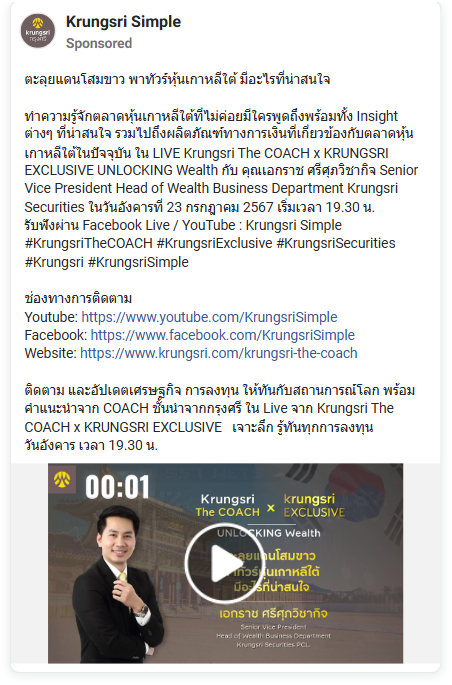 krungsri
กรุงศรี
Krungsri Simple
Sponsored
ตะลุยแดนโสมขาว พาทัวร์หุ้นเกาหลีใต้ มีอะไรที่น่าสนใจ
ทำความรู้จักตลาดหุ้นเกาหลีใต้ที่ไม่ค่อยมีใครพูดถึงพร้อมทั้ง Insight
ต่างๆ ที่น่าสนใจ รวมไปถึงผลิตภัณฑ์ทางการเงินที่เกี่ยวข้องกับตลาดหุ้น
เกาหลีใต้ในปัจจุบัน ใน LIVE Krungsri The COACH x KRUNGSRI
EXCLUSIVE UNLOCKING Wealth กับ คุณเอกราช ศรีศุภวิชากิจ Senior
Vice President Head of Wealth Business Department Krungsri
Securities ในวันอังคารที่ 23 กรกฎาคม 2567 เริ่มเวลา 19.30 น.
รับฟังผ่าน Facebook Live / YouTube : Krungsri Simple
#KrungsriTheCOACH #KrungsriExclusive #KrungsriSecurities
#Krungsri #KrungsriSimple
ช่องทางการติดตาม
Youtube: https://www.youtube.com/KrungsriSimple
Facebook: https://www.facebook.com/KrungsriSimple
Website: https://www.krungsri.com/krungsri-the-coach
ติดตาม และอัปเดตเศรษฐกิจ การลงทุน ให้ทันกับสถานการณ์โลก พร้อม
คำแนะนำจาก COACH ชั้นนำจากกรุงศรี ใน Live จาก Krungsri The
COACH x KRUNGSRI EXCLUSIVE เจาะลึก รู้ทันทุกการลงทุน
วันอังคาร เวลา 19.30 น.
00:01
Krungsri
The COACH x krungsri
EXCLUSIVE
UNLOCKING Wealth
ตะลุยแดนโสมขาว
พาทัวร์หุ้นเกาหลีใต้
มีอะไรที่น่าสนใจ
เอกราช ศรีศุภวิชากิจ
Senior Vice President
Head of Wealth Business Department
Krungsri Securities PCL.